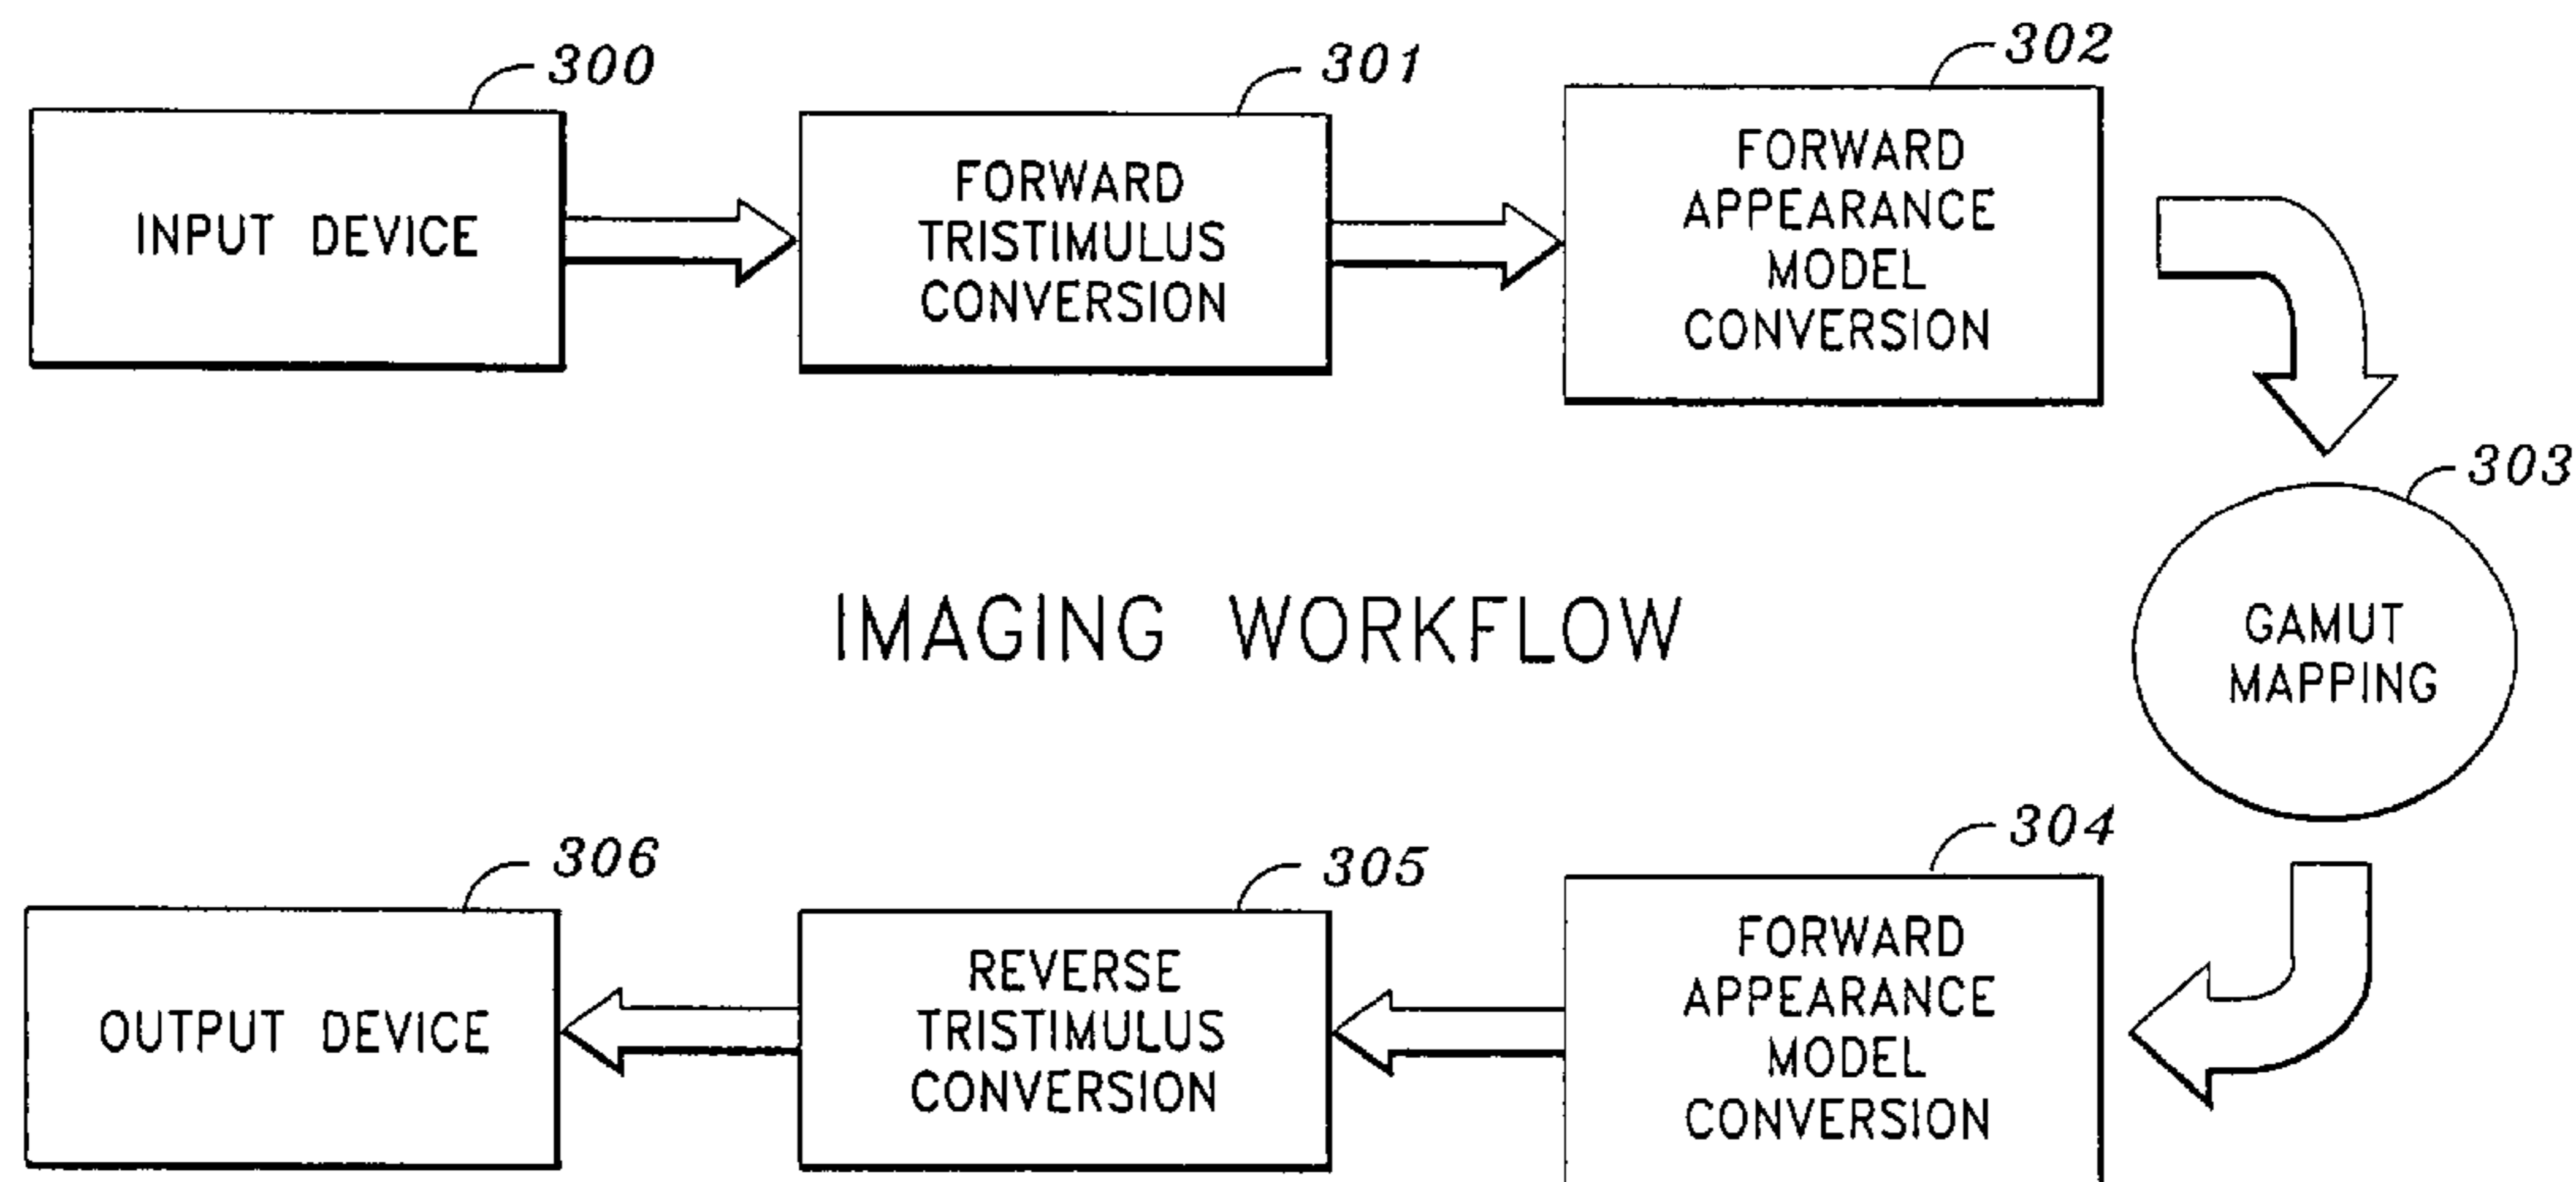 300
INPUT DEVICE
301
FORWARD
TRISTIMULUS
CONVERSION
302
FORWARD
APPEARANCE
MODEL
CONVERSION
303
GAMUT
MAPPING
IMAGING WORKFLOW
304
FORWARD
APPEARANCE
MODEL
CONVERSION
305
REVERSE
TRISTIMULUS
CONVERSION
306
OUTPUT DEVICE